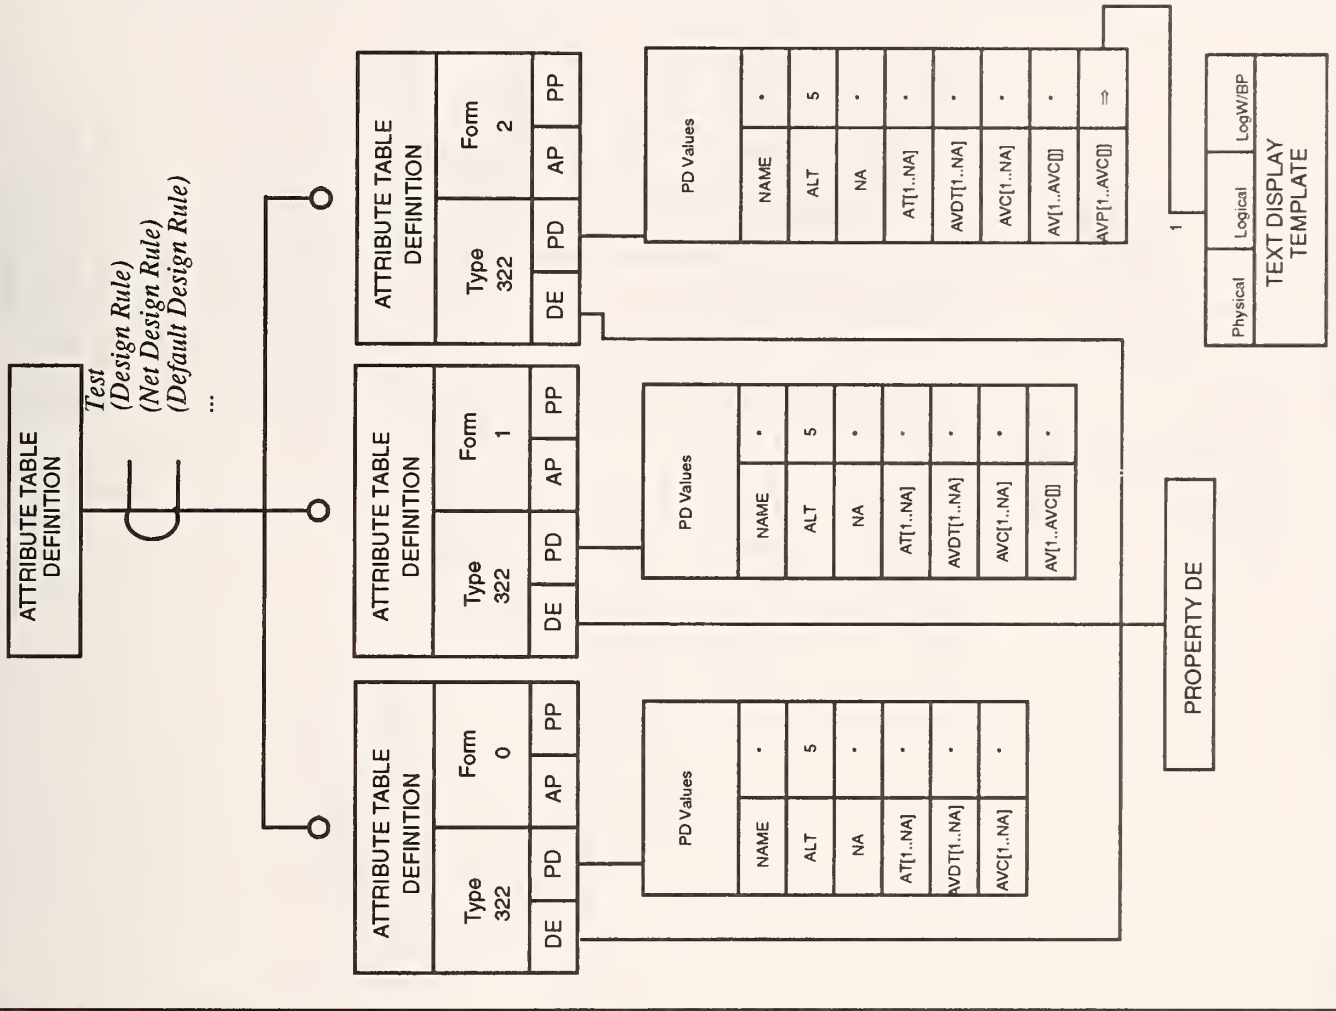 ATTRIBUTE TABLE
DEFINITION
Test
(Design Rule)
(Net Design Rule)
(Default Design Rule)
...
ATTRIBUTE TABLE
DEFINITION
Type
322
Form
0
DE
PD
AP
PP
PD Values
NAME
•
ALT
5
NA
•
AT[1..NA]
•
AVDT[1..NA]
•
AVC[1..NA]
•
ATTRIBUTE TABLE
DEFINITION
Type
322
Form
1
DE
PD
AP
PP
PD Values
NAME
•
ALT
5
NA
•
AT[1..NA]
•
AVDT[1..NA]
•
AVC[1..NA]
•
AV[1..AVC[]]
•
ATTRIBUTE TABLE
DEFINITION
Type
322
Form
2
DE
PD
AP
PP
PD Values
NAME
•
ALT
5
NA
•
AT[1..NA]
•
AVDT[1..NA]
•
AVC[1..NA]
•
AV[1..AVC[]]
•
AVP[1..AVC[]]
⇒
PROPERTY DE
1
Physical
Logical
LogW/BP
TEXT DISPLAY
TEMPLATE